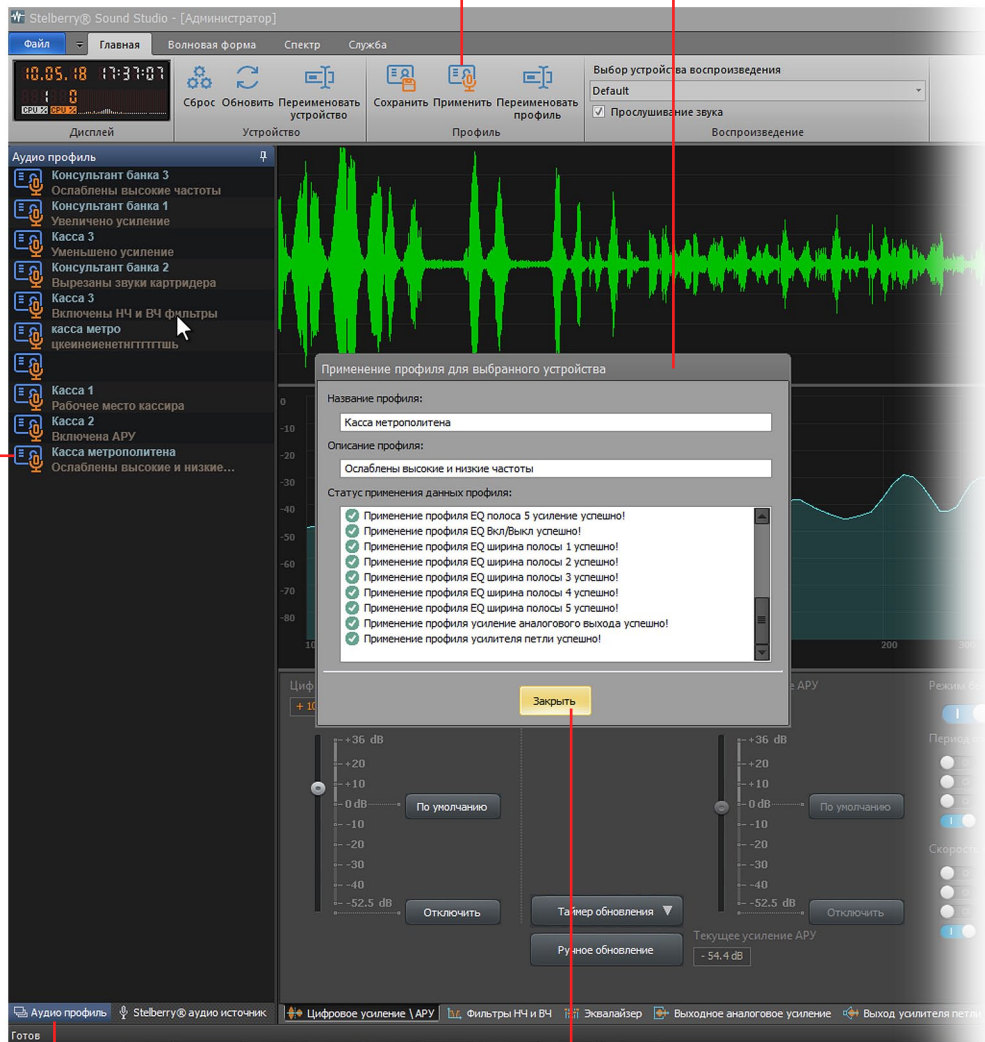 Stelberry® Sound Studio - [Администратор]
Файл Главная Волновая форма Спектр Служба
10.05.18 17:37:07
CPU % CPU %
Сброс Обновить Переименовать устройство
Сохранить Применить Переименовать профиль
Выбор устройства воспроизведения
Default
Прослушивание звука
Дисплей Устройство Профиль Воспроизведение
Аудио профиль
Консультант банка 3
Ослаблены высокие частоты
Консультант банка 1
Увеличено усиление
Касса 3
Уменьшено усиление
Консультант банка 2
Вырезаны звуки картридера
Касса 3
Включены НЧ и ВЧ фильтры
касса метро
Касса 1
Рабочее место кассира
Касса 2
Включена АРУ
Касса метрополитена
Ослаблены высокие и низкие...
Применение профиля для выбранного устройства
Название профиля:
Касса метрополитена
Описание профиля:
Ослаблены высокие и низкие частоты
Статус применения данных профиля:
Применение профиля EQ полоса 5 усиление успешно!
Применение профиля EQ Вкл/Выкл успешно!
Применение профиля EQ ширина полосы 1 успешно!
Применение профиля EQ ширина полосы 2 успешно!
Применение профиля EQ ширина полосы 3 успешно!
Применение профиля EQ ширина полосы 4 успешно!
Применение профиля EQ ширина полосы 5 успешно!
Применение профиля усиление аналогового выхода успешно!
Применение профиля усилителя петли успешно!
Закрыть
0
-10
-20
-30
-40
-50
-60
-70
-80
10 200 300
Циф АРУ Режим
+ 10
+36 dB +36 dB
Период
+20 +20
+10 +10
0 dB По умолчанию 0 dB По умолчанию
-10 -10
-20 -20
Скорость
-30 -30
-40 -40
-52.5 dB Отключить -52.5 dB Отключить
Таймер обновления
Ручное обновление
Текущее усиление АРУ
- 54.4 dB
Аудио профиль Stelberry® аудио источник
Цифровое усиление \ АРУ Фильтры НЧ и ВЧ Эквалайзер Выходное аналоговое усиление Выход усилителя петли
Готов